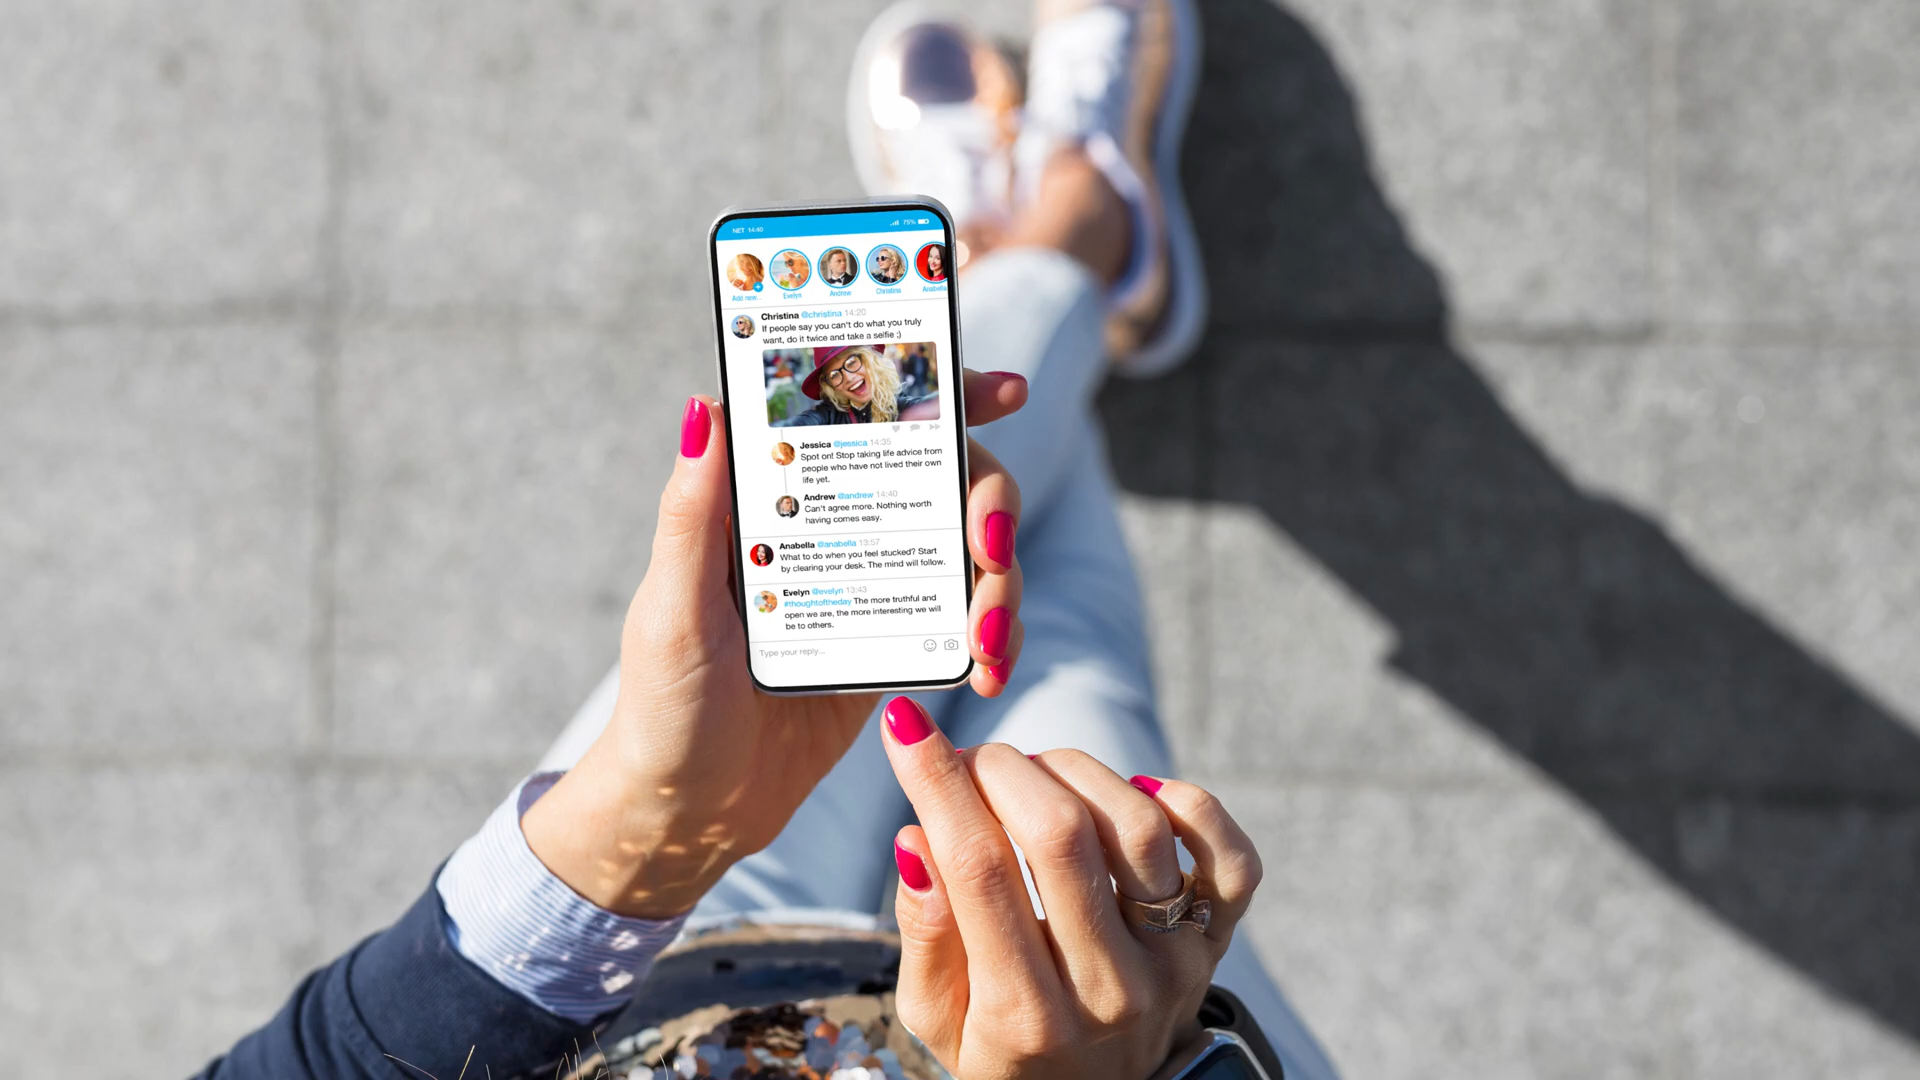 NET 14:40
75%
Add new...
Evelyn
Andrew
Christina
Anabella
Christina @christina 14:20
If people say you can't do what you truly
want, do it twice and take a selfie ;)
Jessica @jessica 14:35
Spot on! Stop taking life advice from
people who have not lived their own
life yet.
Andrew @andrew 14:40
Can't agree more. Nothing worth
having comes easy.
Anabella @anabella 13:57
What to do when you feel stucked? Start
by clearing your desk. The mind will follow.
Evelyn @evelyn 13:43
#thoughtoftheday The more truthful and
open we are, the more interesting we will
be to others.
Type your reply...